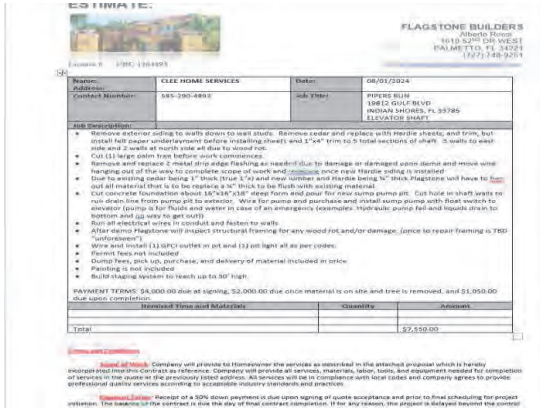 ESTIMATE:
FLAGSTONE BUILDERS
Alberto Rossi
1610 52ND DR WEST
PALMETTO, FL 34221
(727)748-9251
Name: CLEE HOME SERVICES Date: 08/01/2024
Address:
Contact Number: 585-290-4893 Job Title: PIPERS RUN
19812 GULF BLVD
INDIAN SHORES, FL 33785
ELEVATOR SHAFT
Job Description:
• Remove exterior siding to walls down to wall studs. Remove cedar and replace with Hardie sheets, and trim, but
install felt paper underlayment before installing sheets and 1"x4" trim to 5 total sections of shaft. 3 walls to east
side and 2 walls at north side all due to wood rot.
• Cut (1) large palm tree before work commences.
• Remove and replace Z metal drip edge flashing as needed due to damage or damaged upon demo and move wire
hanging out of the way to complete scope of work and once new Hardie siding is installed
• Due to existing cedar being 1" thick (true 1"x) and new lumber and Hardie being ¾" thick Flagstone will have to
out all material that is to be replace a ¼" thick to be flush with existing material.
• Cut concrete foundation about 16"x16"x16" deep form and pour for new sump pump pit. Cut hole in shaft walls to
run drain line from pump pit to exterior. Wire for pump and purchase and install sump pump with float switch to
elevator (pump is for fluids and water in case of an emergency (examples: Hydraulic pump fail and liquids drain to
bottom and no way to get out))
• Run all electrical wires in conduit and fasten to walls
• After demo Flagstone will inspect structural framing for any wood rot and/or damage. (price to repair framing is TBD
"unforeseen")
• Wire and install (1) GFCI outlets in pit and (1) pit light all as per codes.
• Permit fees not included
• Dump fees, pick up, purchase, and delivery of material included in price
• Painting is not included
• Build staging system to reach up to 30' high.
PAYMENT TERMS: $4,000.00 due at signing, $2,000.00 due once material is on site and tree is removed, and $1,050.00
due upon completion.
Itemized Time and Materials Quantity Amount
Total $7,550.00
Terms and Conditions
Scope of Work: Company will provide to Homeowner the services as described in the attached proposal which is hereby
incorporated into this Contract as reference. Company will provide all services, materials, labor, tools, and equipment needed for completion
of services in the quote at the previously listed address. All services will be in compliance with local codes and company agrees to provide
professional quality services according to acceptable industry standards and practices.
Payment Terms: Receipt of a 50% down payment is due upon signing of quote acceptance and prior to final scheduling for project
initiation. The balance of the contract is due the day of final contract completion. If for any reason, the project is delayed beyond the control